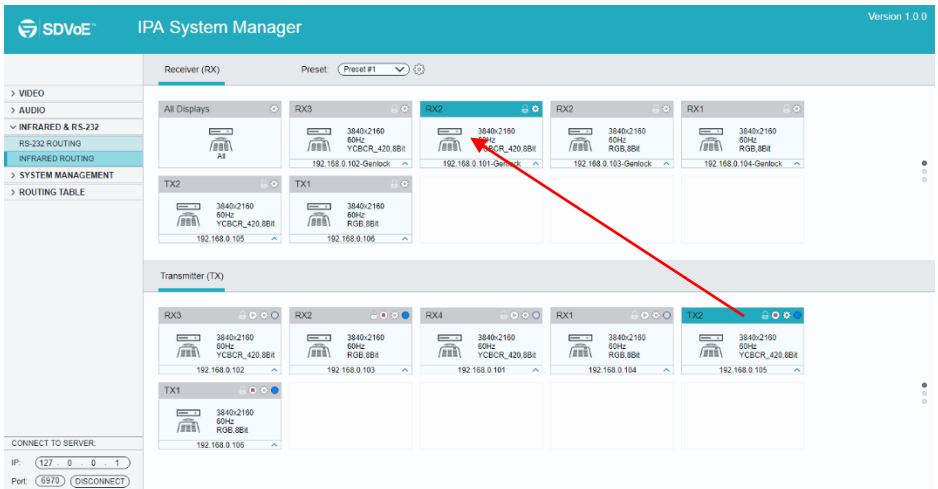 SDVoE™
IPA System Manager
Version 1.0.0
Receiver (RX)
Preset: Preset #1
> VIDEO
> AUDIO
INFRARED & RS-232
RS-232 ROUTING
INFRARED ROUTING
> SYSTEM MANAGEMENT
> ROUTING TABLE
All Displays
All
RX3
3840x2160
60Hz
YCBCR_420,8Bit
192.168.0.102-Genlock
RX2
3840x2160
60Hz
YCBCR_420,8Bit
192.168.0.101-Genlock
RX2
3840x2160
60Hz
RGB,8Bit
192.168.0.103-Genlock
RX1
3840x2160
60Hz
RGB,8Bit
192.168.0.104-Genlock
TX2
3840x2160
60Hz
YCBCR_420,8Bit
192.168.0.105
TX1
3840x2160
60Hz
RGB,8Bit
192.168.0.106
Transmitter (TX)
RX3
3840x2160
60Hz
YCBCR_420,8Bit
192.168.0.102
RX2
3840x2160
60Hz
RGB,8Bit
192.168.0.103
RX4
3840x2160
60Hz
YCBCR_420,8Bit
192.168.0.101
RX1
3840x2160
60Hz
RGB,8Bit
192.168.0.104
TX2
3840x2160
60Hz
YCBCR_420,8Bit
192.168.0.105
TX1
3840x2160
60Hz
RGB,8Bit
192.168.0.106
CONNECT TO SERVER:
IP: 127 . 0 . 0 . 1
Port: 6970 DISCONNECT